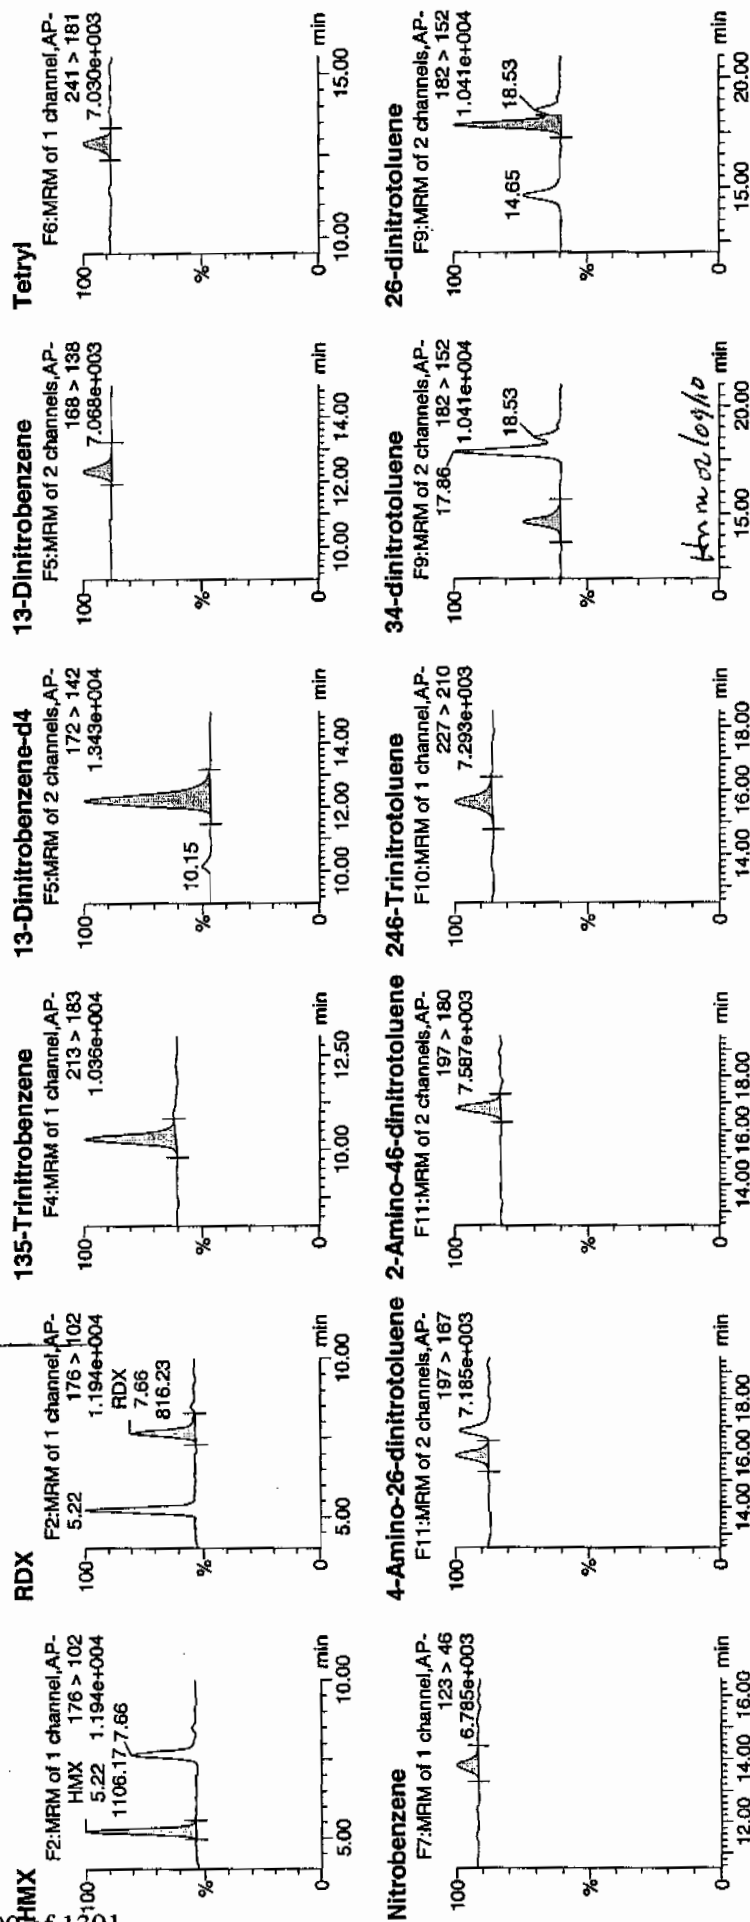 HMX
F2:MRM of 1 channel,AP-
HMX 176 > 102
5.22 1.194e+004
1106.17
7.66
100
%
0
5.00 10.00
min
RDX
F2:MRM of 1 channel,AP-
5.22 176 > 102
1.194e+004
RDX
7.66
816.23
100
%
0
5.00 10.00
min
135-Trinitrobenzene
F4:MRM of 1 channel,AP-
213 > 183
1.036e+004
100
%
0
10.00 12.50
min
13-Dinitrobenzene-d4
F5:MRM of 2 channels,AP-
172 > 142
1.343e+004
10.15
100
%
0
10.00 12.00 14.00
min
13-Dinitrobenzene
F5:MRM of 2 channels,AP-
168 > 138
7.068e+003
100
%
0
10.00 12.00 14.00
min
Tetryl
F6:MRM of 1 channel,AP-
241 > 181
7.030e+003
100
%
0
10.00 15.00
min
Nitrobenzene
F7:MRM of 1 channel,AP-
123 > 46
6.785e+003
100
%
0
12.00 14.00 16.00
min
4-Amino-26-dinitrotoluene
F11:MRM of 2 channels,AP-
197 > 167
7.185e+003
100
%
0
14.00 16.00 18.00
min
2-Amino-46-dinitrotoluene
F11:MRM of 2 channels,AP-
197 > 180
7.587e+003
100
%
0
14.00 16.00 18.00
min
246-Trinitrotoluene
F10:MRM of 1 channel,AP-
227 > 210
7.293e+003
100
%
0
14.00 16.00 18.00
min
34-dinitrotoluene
F9:MRM of 2 channels,AP-
17.86 182 > 152
1.041e+004
18.53
100
%
0
15.00 20.00
min
02/09/10
26-dinitrotoluene
F9:MRM of 2 channels,AP-
182 > 152
1.041e+004
14.65
18.53
100
%
0
15.00 20.00
min